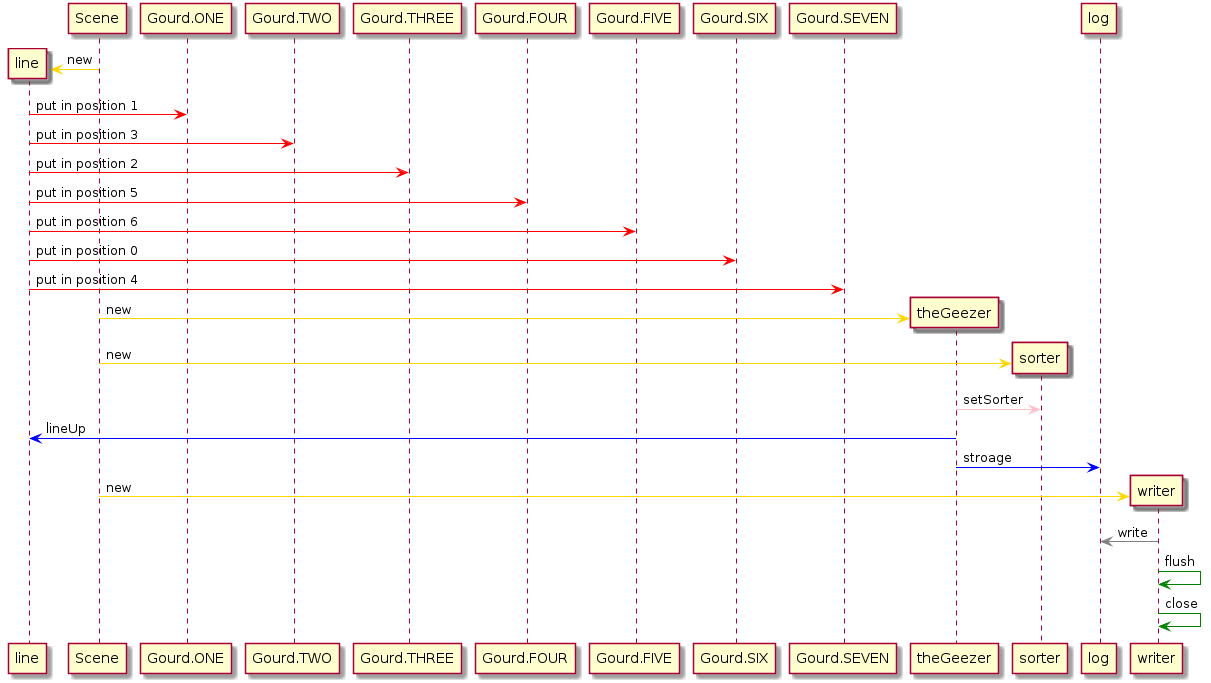 Scene Gourd.ONE Gourd.TWO Gourd.THREE Gourd.FOUR Gourd.FIVE Gourd.SIX Gourd.SEVEN log
line new
put in position 1
put in position 3
put in position 2
put in position 5
put in position 6
put in position 0
put in position 4
new theGeezer
new sorter
setSorter
lineUp
stroage
new writer
write
flush
close
line Scene Gourd.ONE Gourd.TWO Gourd.THREE Gourd.FOUR Gourd.FIVE Gourd.SIX Gourd.SEVEN theGeezer sorter log writer